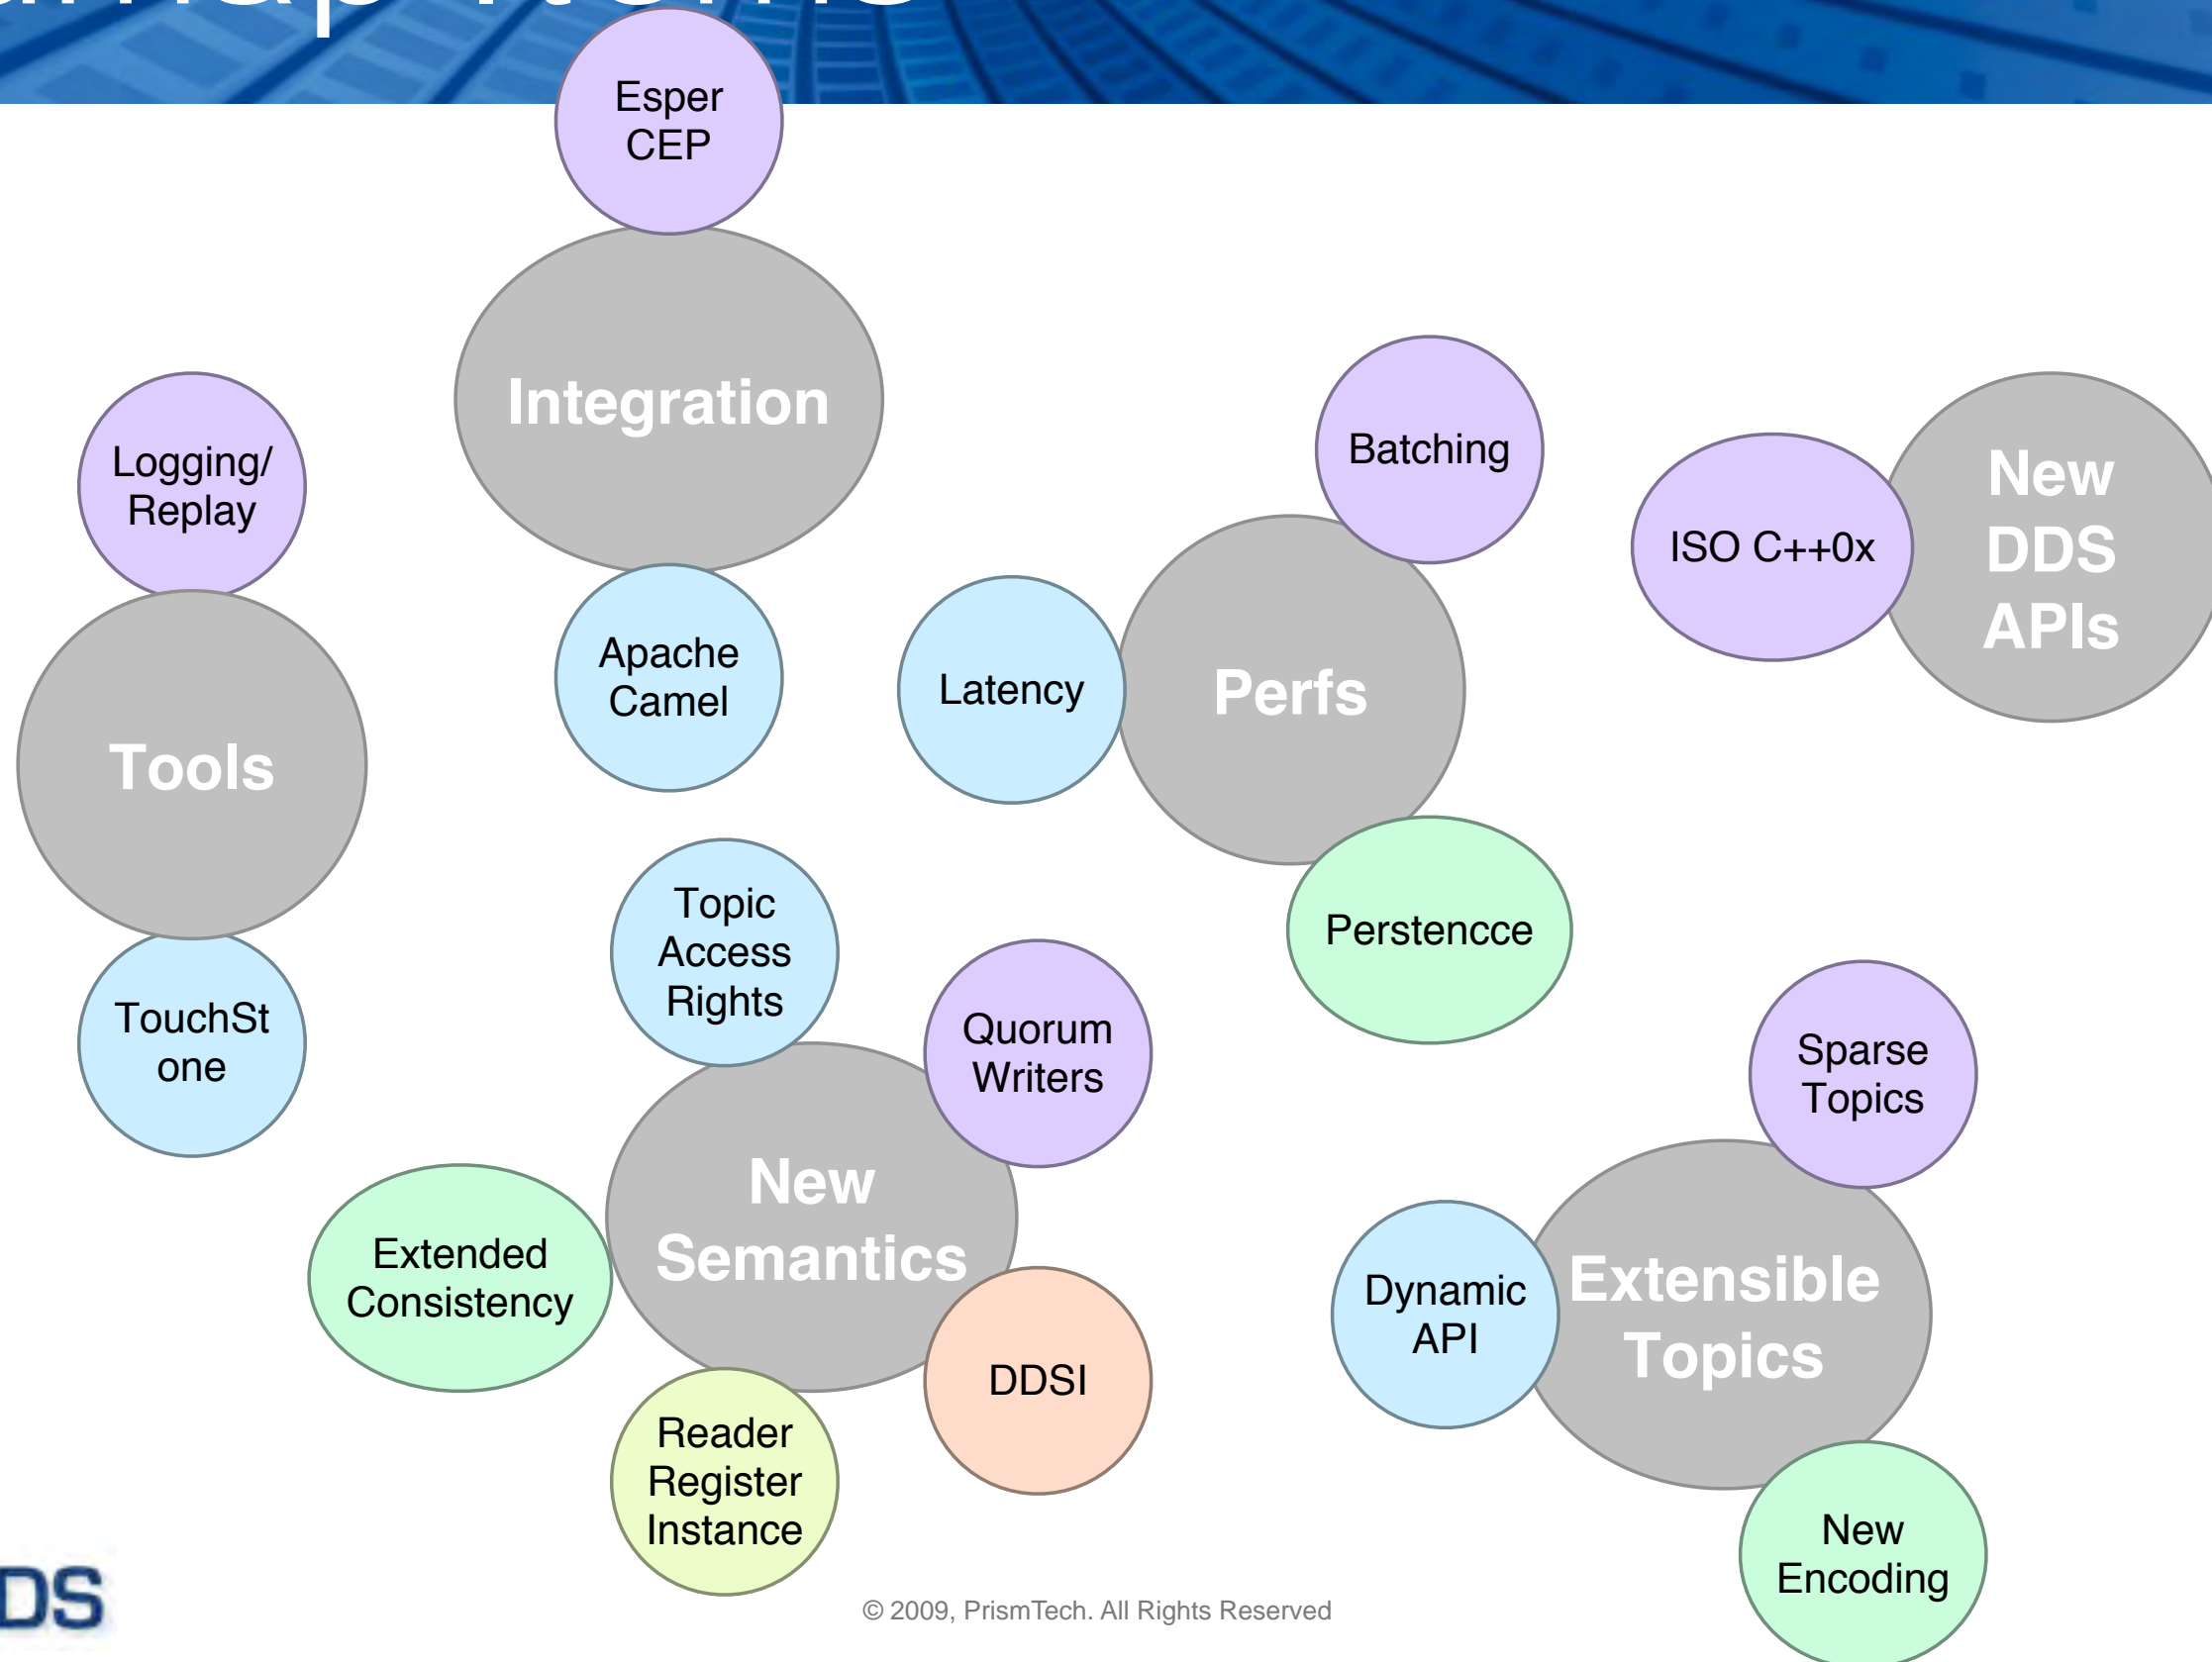 Esper
CEP
Integration
Logging/
Replay
Batching
ISO C++0x
New
DDS
APIs
Apache
Camel
Latency
Perfs
Tools
Topic
Access
Rights
Perstencce
TouchSt
one
Quorum
Writers
Sparse
Topics
New
Semantics
Extended
Consistency
Dynamic
API
Extensible
Topics
DDSI
Reader
Register
Instance
New
Encoding
DS
© 2009, PrismTech. All Rights Reserved